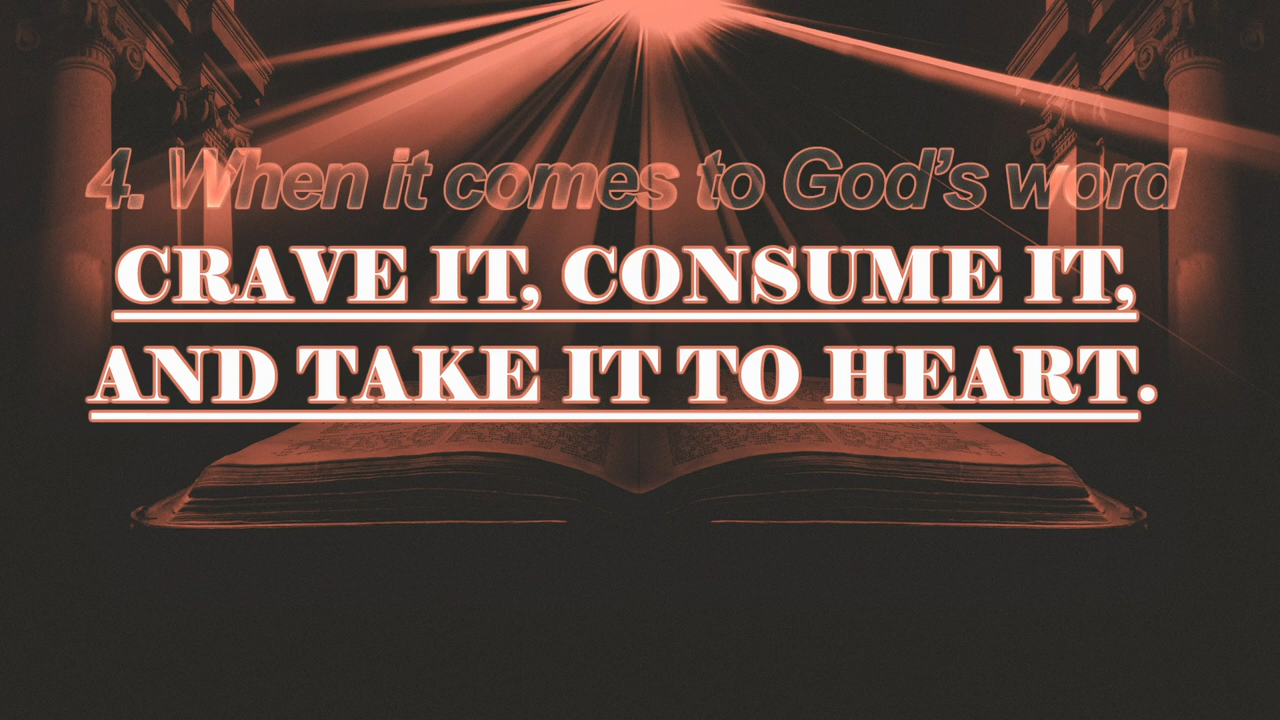 4. When it comes to God’s word
CRAVE IT, CONSUME IT,
AND TAKE IT TO HEART.